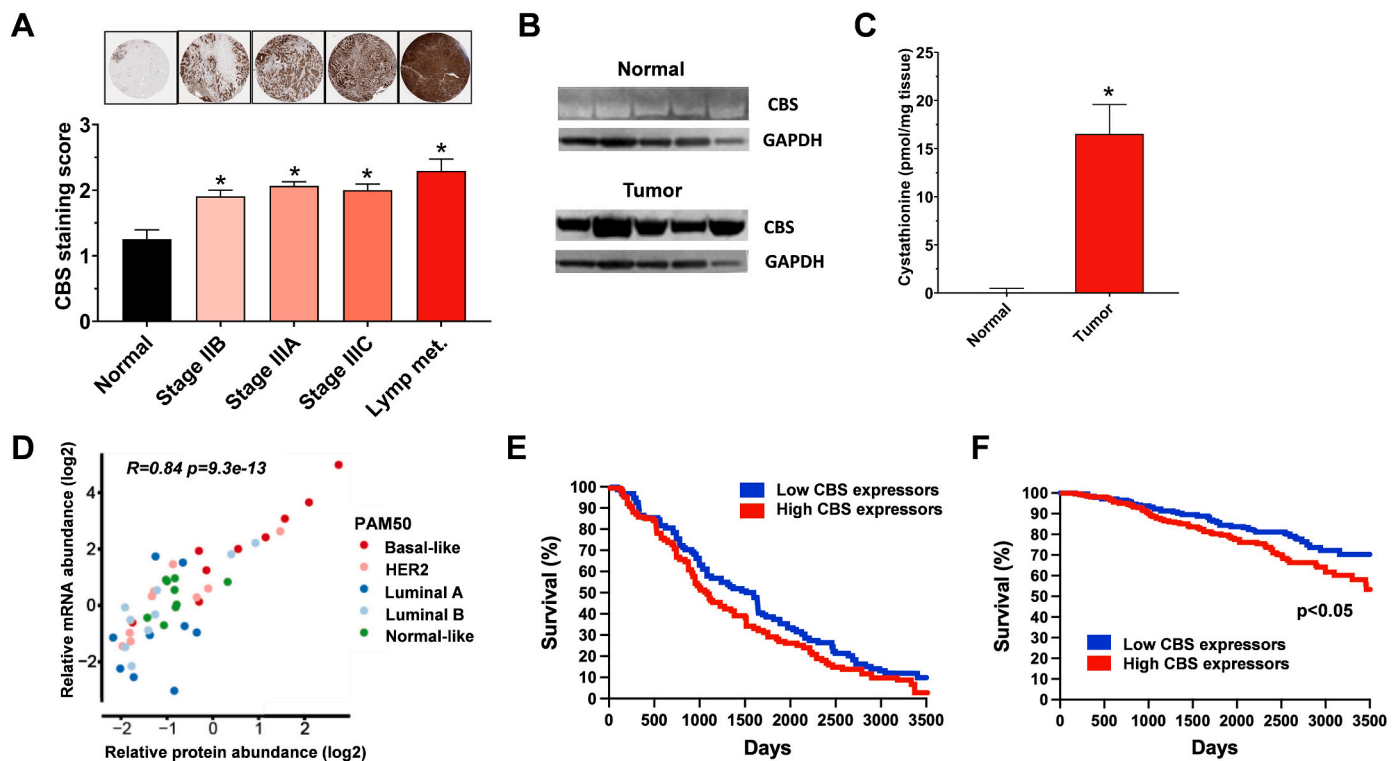 A
CBS staining score
3
2
1
0
*
*
*
*
Normal
Stage IIB
Stage IIIA
Stage IIIC
Lymp met.
B
Normal
CBS
GAPDH
Tumor
CBS
GAPDH
C
Cystathionine (pmol/mg tissue)
25
20
15
10
5
0
*
Normal
Tumor
D
Relative mRNA abundance (log2)
R=0.84 p=9.3e-13
4
2
0
−2
−2
−1
0
1
2
Relative protein abundance (log2)
PAM50
Basal-like
HER2
Luminal A
Luminal B
Normal-like
E
Survival (%)
100
90
80
70
60
50
40
30
20
10
0
Low CBS expressors
High CBS expressors
0 500 1000 1500 2000 2500 3000 3500
Days
F
Survival (%)
100
90
80
70
60
50
40
30
20
10
0
p<0.05
Low CBS expressors
High CBS expressors
0 500 1000 1500 2000 2500 3000 3500
Days